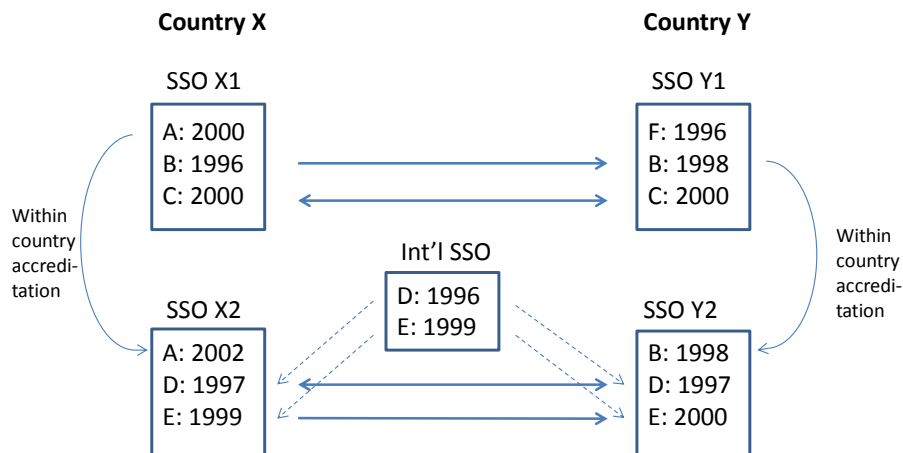 Country X
Country Y
SSO X1
SSO Y1
A: 2000
B: 1996
C: 2000
F: 1996
B: 1998
C: 2000
Within
country
accredi-
tation
Int'l SSO
D: 1996
E: 1999
Within
country
accredi-
tation
SSO X2
SSO Y2
A: 2002
D: 1997
E: 1999
B: 1998
D: 1997
E: 2000